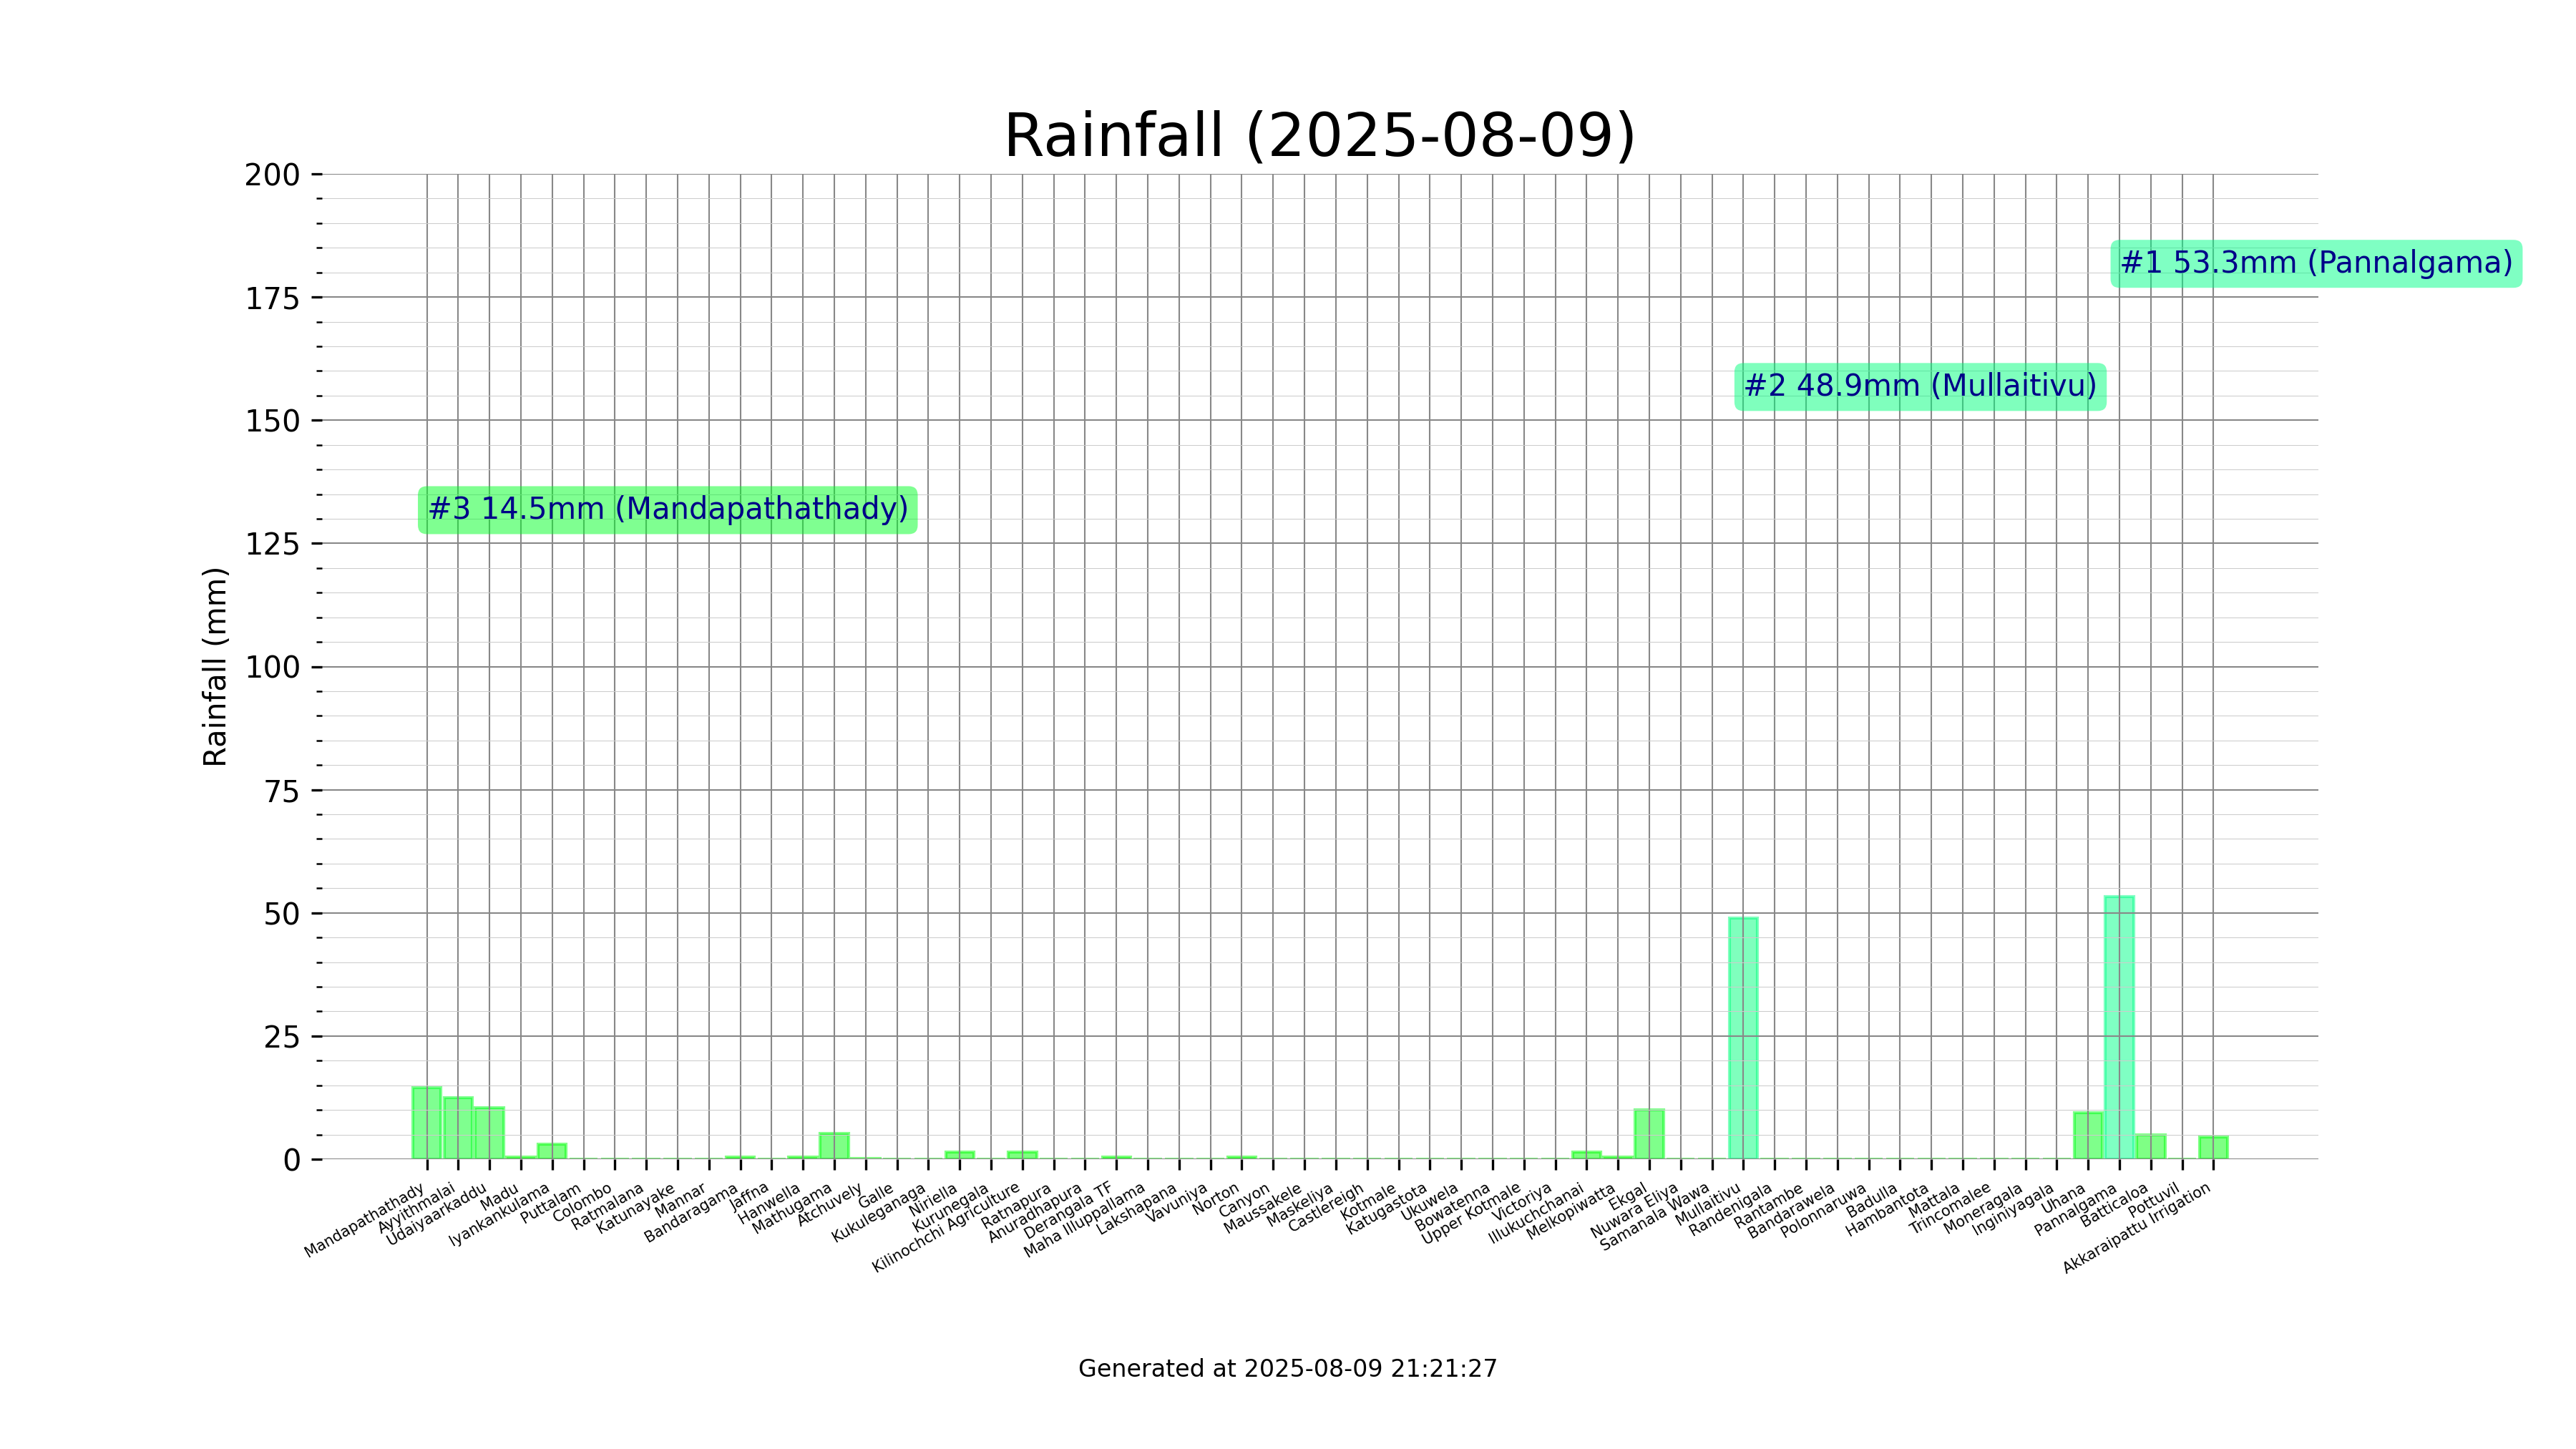 Rainfall (2025-08-09)
200
175
150
125
100
75
50
25
0
Rainfall (mm)
#1 53.3mm (Pannalgama)
#2 48.9mm (Mullaitivu)
#3 14.5mm (Mandapathathady)
Mandapathathady
Ayyithmalai
Udaiyaarkaddu
Madu
Iyankankulama
Puttalam
Colombo
Ratmalana
Katunayake
Mannar
Bandaragama
Jaffna
Hanwella
Mathugama
Atchuvely
Galle
Kukuleganaga
Niriella
Kurunegala
Kilinochchi Agriculture
Ratnapura
Anuradhapura
Derangala TF
Maha Illuppallama
Lakshapana
Vavuniya
Norton
Canyon
Maussakele
Maskeliya
Castlereigh
Kotmale
Katugastota
Ukuwela
Bowatenna
Upper Kotmale
Victoriya
Illukuchchanai
Melkopiwatta
Ekgal
Nuwara Eliya
Samanala Wawa
Mullaitivu
Randenigala
Rantambe
Bandarawela
Polonnaruwa
Badulla
Hambantota
Mattala
Trincomalee
Moneragala
Inginiyagala
Uhana
Pannalgama
Batticaloa
Pottuvil
Akkaraipattu Irrigation
Generated at 2025-08-09 21:21:27